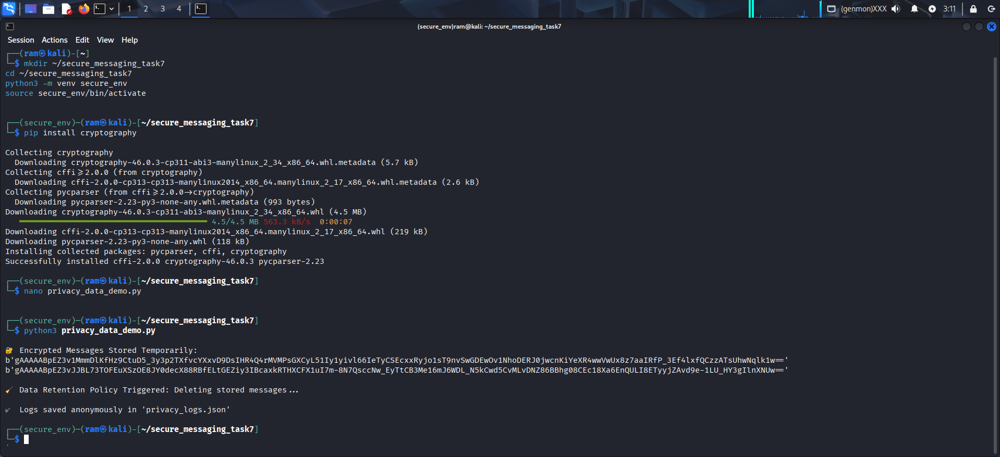 1 2 3 4
(genmon)XXX 3:11
(secure_env)ram@kali: ~/secure_messaging_task7
Session Actions Edit View Help
┌──(ram㉿kali)-[~]
└─$ mkdir ~/secure_messaging_task7
cd ~/secure_messaging_task7
python3 -m venv secure_env
source secure_env/bin/activate
┌──(secure_env)─(ram㉿kali)-[~/secure_messaging_task7]
└─$ pip install cryptography
Collecting cryptography
Downloading cryptography-46.0.3-cp311-abi3-manylinux_2_34_x86_64.whl.metadata (5.7 kB)
Collecting cffi>=2.0.0 (from cryptography)
Downloading cffi-2.0.0-cp313-cp313-manylinux2014_x86_64.manylinux_2_17_x86_64.whl.metadata (2.6 kB)
Collecting pycparser (from cffi>=2.0.0->cryptography)
Downloading pycparser-2.23-py3-none-any.whl.metadata (993 bytes)
Downloading cryptography-46.0.3-cp311-abi3-manylinux_2_34_x86_64.whl (4.5 MB)
4.5/4.5 MB 563.3 kB/s 0:00:07
Downloading cffi-2.0.0-cp313-cp313-manylinux2014_x86_64.manylinux_2_17_x86_64.whl (219 kB)
Downloading pycparser-2.23-py3-none-any.whl (118 kB)
Installing collected packages: pycparser, cffi, cryptography
Successfully installed cffi-2.0.0 cryptography-46.0.3 pycparser-2.23
┌──(secure_env)─(ram㉿kali)-[~/secure_messaging_task7]
└─$ nano privacy_data_demo.py
┌──(secure_env)─(ram㉿kali)-[~/secure_messaging_task7]
└─$ python3 privacy_data_demo.py
🔐 Encrypted Messages Stored Temporarily:
b'gAAAAABpEZ3v1MmmDlKfHz9CtuD5_3y3p2TXfvcYXxvD9DsIHR4Q4rMVMPsGXCyL51Iy1yivl66IeTyCSEcxxRyjo1sT9nvSwGDEwOv1NhoDERJ0jwcnKiYeXR4wwVwUx8z7aaIRfP_3Ef4lxfQCzzATsUhwNqlk1w=='
b'gAAAAABpEZ3vJJBL73TOFEuXSzOE8JY0decX88RBfELtGEZiy3IBcaxkRTHXCFX1uI7m-8N7QsccNw_EyTtCB3Me16mJ6WDL_N5kCwd5CvMLvDNZ86BBhg08CEc18Xa6EnQULI8ETyyjZAvd9e-1LU_HY3gIlnXNUw=='
🧹 Data Retention Policy Triggered: Deleting stored messages...
✅ Logs saved anonymously in 'privacy_logs.json'
┌──(secure_env)─(ram㉿kali)-[~/secure_messaging_task7]
└─$